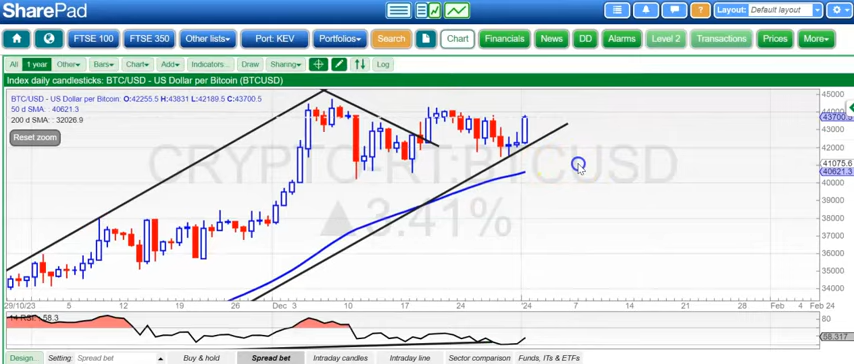 SharePad
Layout: Default layout
FTSE 100 FTSE 350 Other lists Port: KEV Portfolios Search Chart Financials News DD Alarms Level 2 Transactions Prices More
All 1 year Other Bars Chart Add Indicators... Draw Sharing Log
Index daily candlesticks: BTC/USD - US Dollar per Bitcoin (BTCUSD)
BTC/USD - US Dollar per Bitcoin: O:42255.5 H:43831 L:42189.5 C:43700.5
50 d SMA: 40621.3
200 d SMA: 32026.9
Reset zoom
CRYPTO-RT:BTCUSD
▲3.41%
45000
43700.5
43000
42000
41075.6
40621.3
39000
38000
37000
36000
35000
34000
29/10/23 5 12 19 26 Dec 3 10 17 24 '24 7 14 21 28 Feb 4 Feb 24
14 RSI: 58.3
80
58.317
Design... Setting: Spread bet Buy & hold Spread bet Intraday candles Intraday line Sector comparison Funds, ITs & ETFs